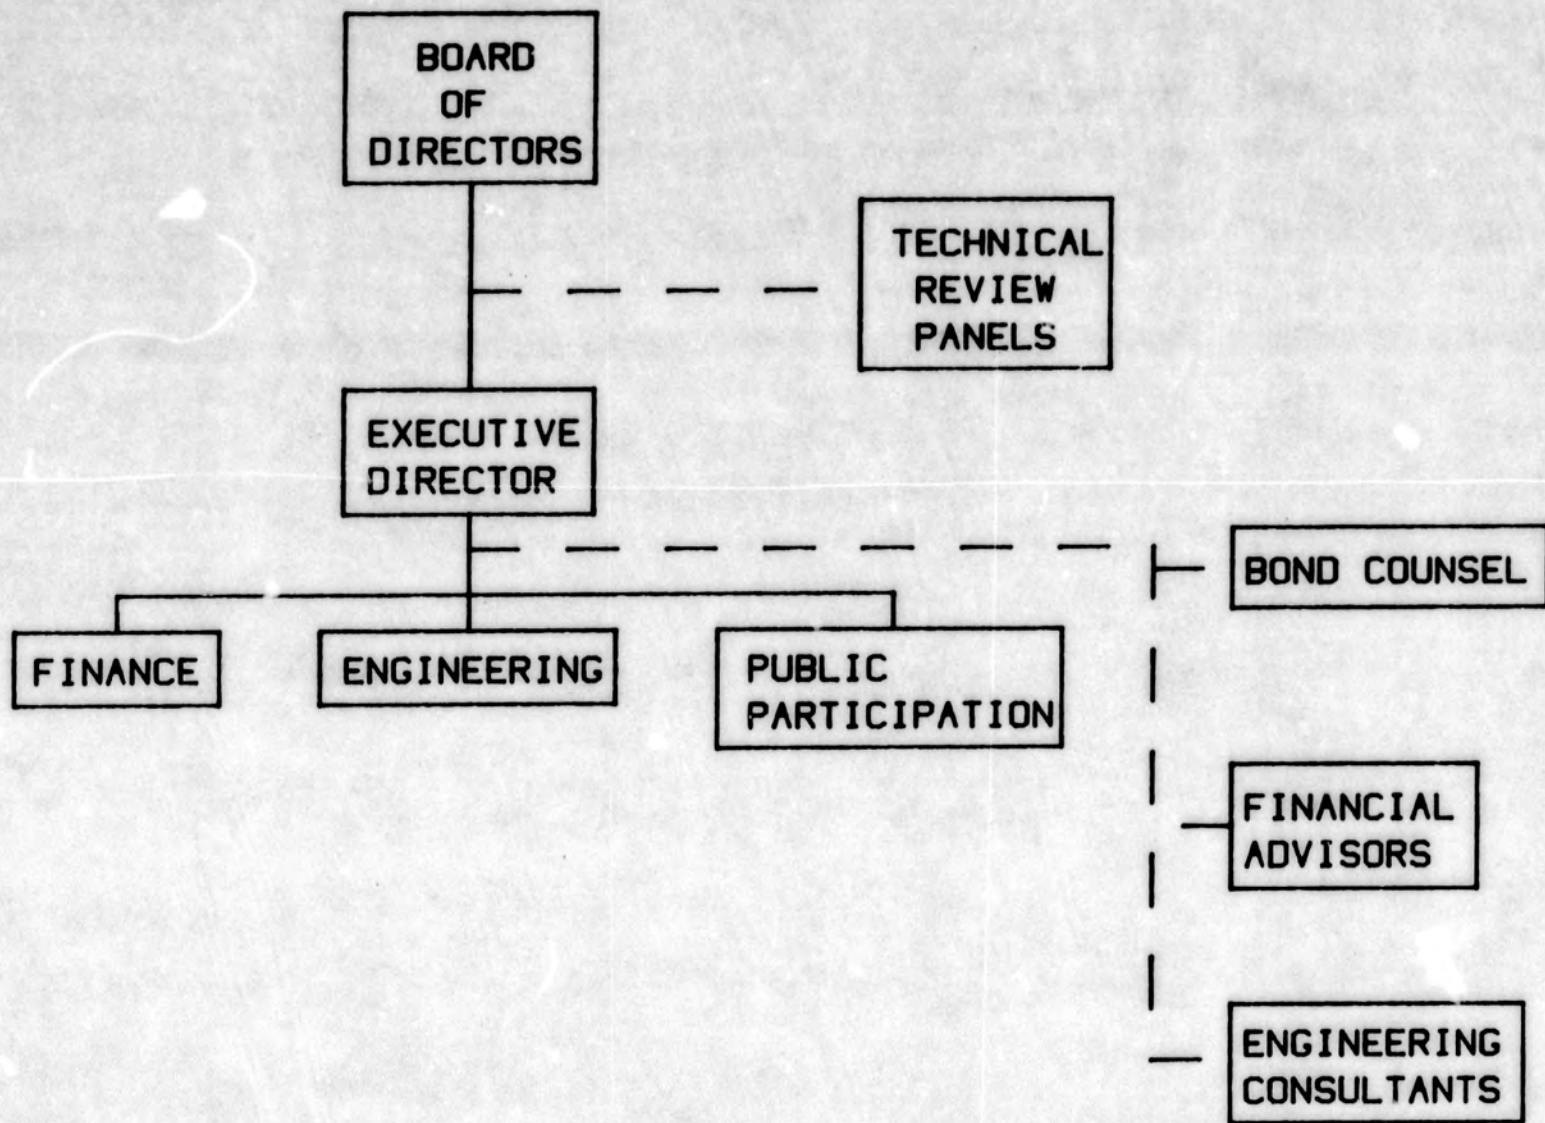 BOARD
OF
DIRECTORS
TECHNICAL
REVIEW
PANELS
EXECUTIVE
DIRECTOR
BOND COUNSEL
FINANCE
ENGINEERING
PUBLIC
PARTICIPATION
FINANCIAL
ADVISORS
ENGINEERING
CONSULTANTS